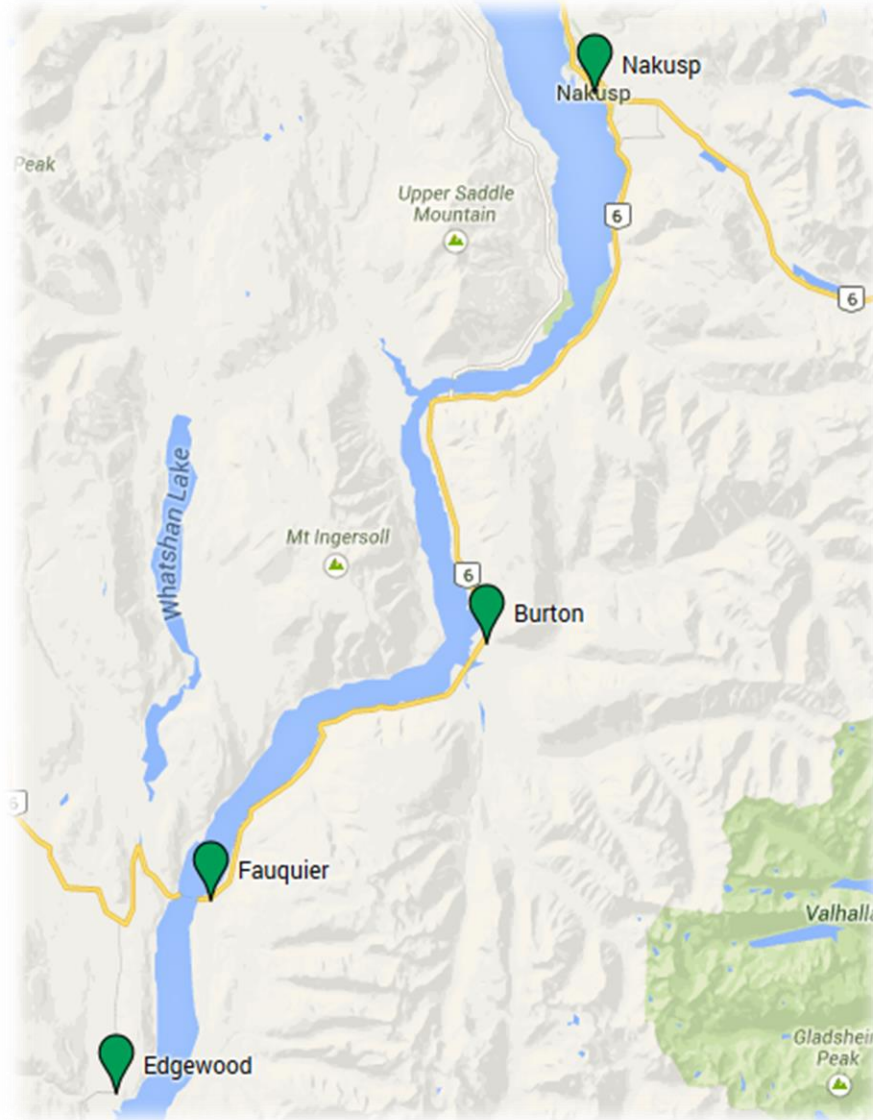 Nakusp
Nakusp
Peak
Upper Saddle
Mountain
6
6
Whatshan Lake
Mt Ingersoll
6
Burton
6
Fauquier
Valhalla
Edgewood
Gladshei
Peak